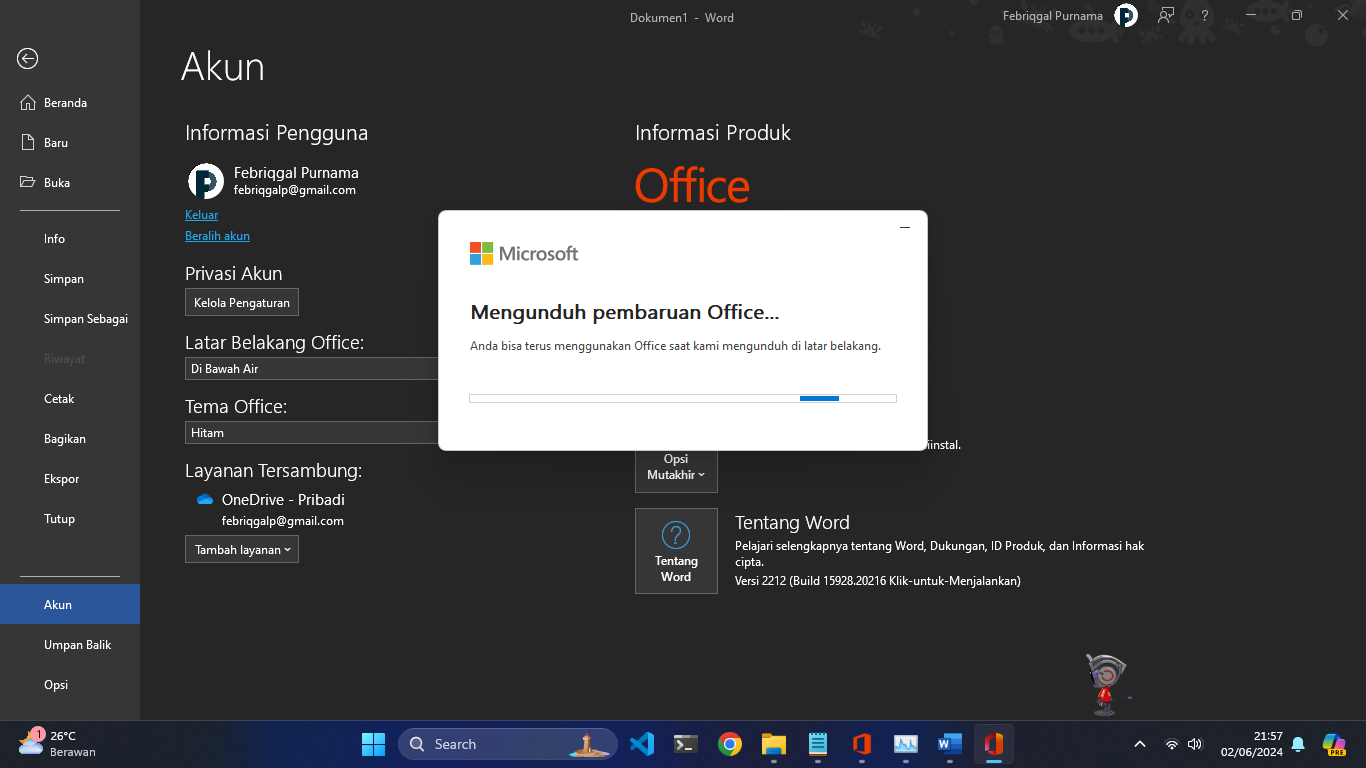 Dokumen1 - Word
Febriqgal Purnama
?
Akun
Beranda
Baru
Buka
Info
Simpan
Simpan Sebagai
Riwayat
Cetak
Bagikan
Ekspor
Tutup
Akun
Umpan Balik
Opsi
Informasi Pengguna
Febriqgal Purnama
febriqgalp@gmail.com
Keluar
Beralih akun
Privasi Akun
Kelola Pengaturan
Latar Belakang Office:
Di Bawah Air
Tema Office:
Hitam
Layanan Tersambung:
OneDrive - Pribadi
febriqgalp@gmail.com
Tambah layanan
Informasi Produk
Office
Microsoft
Mengunduh pembaruan Office...
Anda bisa terus menggunakan Office saat kami mengunduh di latar belakang.
iinstal.
Opsi
Mutakhir
?
Tentang
Word
Tentang Word
Pelajari selengkapnya tentang Word, Dukungan, ID Produk, dan Informasi hak
cipta.
Versi 2212 (Build 15928.20216 Klik-untuk-Menjalankan)
1
26°C
Berawan
Search
21:57
02/06/2024
PRE